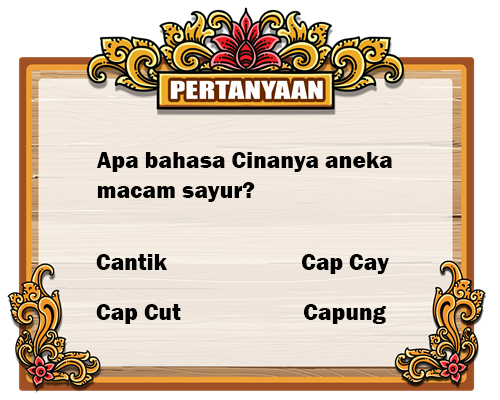 PERTANYAAN
Apa bahasa Cinanya aneka
macam sayur?
Cantik
Cap Cay
Cap Cut
Capung